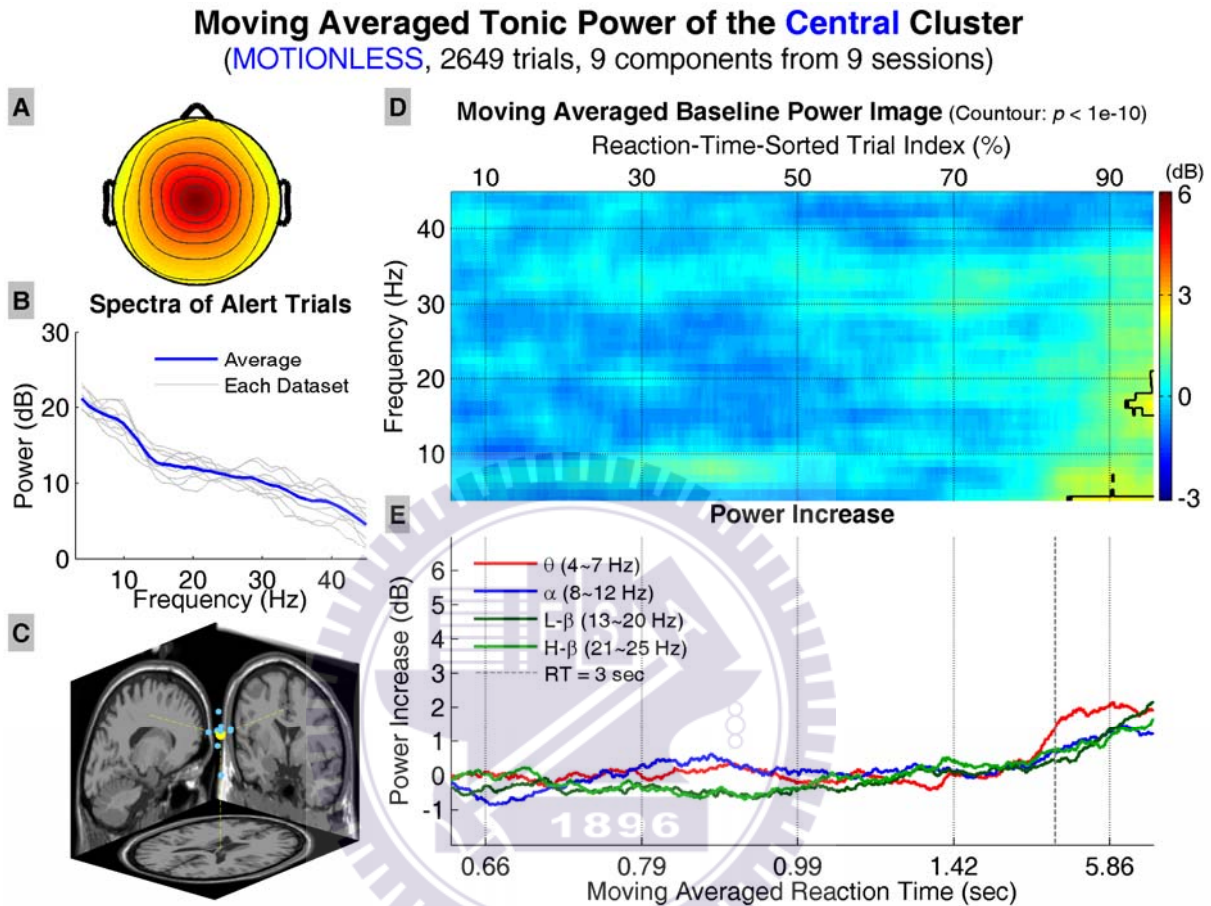 Moving Averaged Tonic Power of the Central Cluster
(MOTIONLESS, 2649 trials, 9 components from 9 sessions)
A
B
Spectra of Alert Trials
30
20
10
0
Power (dB)
Average
Each Dataset
10 20 30 40
Frequency (Hz)
C
D
Moving Averaged Baseline Power Image (Countour: p < 1e-10)
Reaction-Time-Sorted Trial Index (%)
10 30 50 70 90
(dB)
40
30
20
10
Frequency (Hz)
6
3
0
-3
E
Power Increase
6
5
4
3
2
1
0
-1
Power Increase (dB)
θ (4~7 Hz)
α (8~12 Hz)
L-β (13~20 Hz)
H-β (21~25 Hz)
RT = 3 sec
1896
0.66 0.79 0.99 1.42 5.86
Moving Averaged Reaction Time (sec)